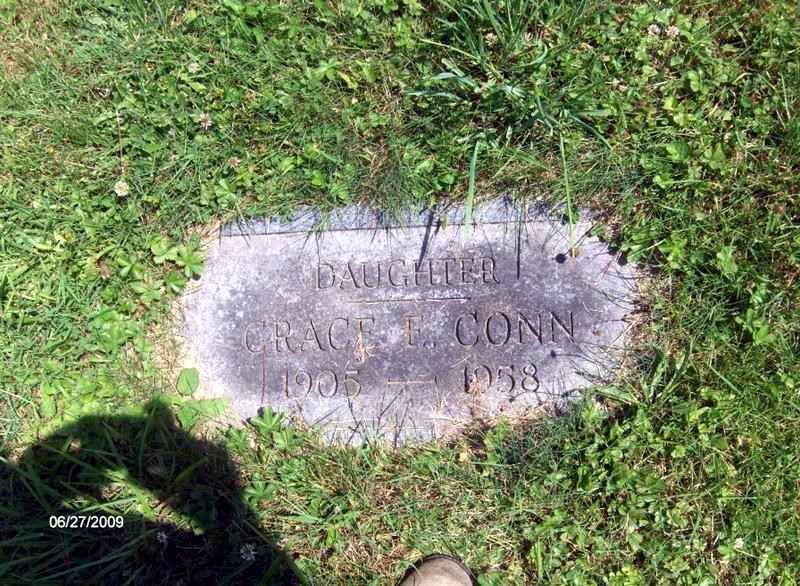 DAUGHTER
GRACE E. CONN
1905 — 1958
06/27/2009